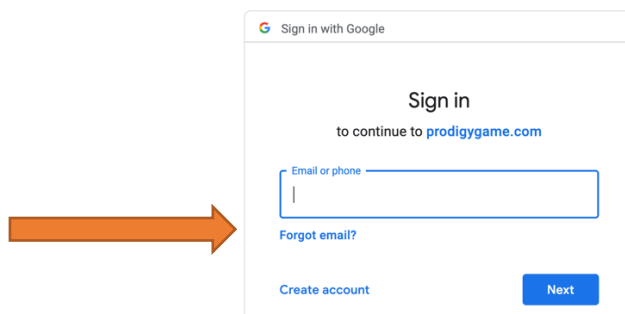 Sign in with Google
Sign in
to continue to prodigygame.com
Email or phone
Forgot email?
Create account
Next